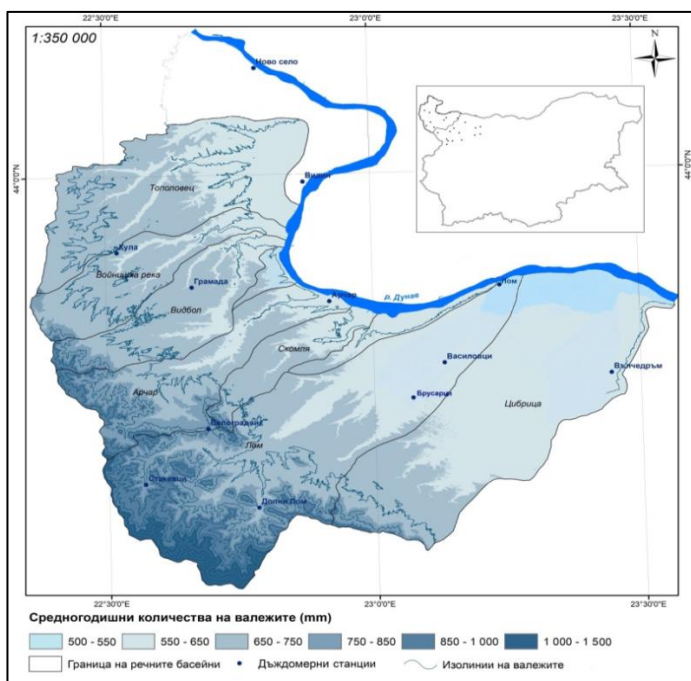 22°30'0"E 23°0'0"E 23°30'0"E
1:350 000
N
Ново село
44°0'0"N
44°0'0"N
Видин
Тополовец
Кула
Войнишка река
Грамада
Видбол
Арчар
р. Дунав
Лом
Скомля
Василовци
Вълчедръм
Арчар
Брусарци
Цибрица
Белоградчик
Лом
Стакевци
Долни Лом
22°30'0"E 23°0'0"E 23°30'0"E
Средногодишни количества на валежите (mm)
500 - 550 550 - 650 650 - 750 750 - 850 850 - 1 000 1 000 - 1 500
Граница на речните басейни Дъждомерни станции Изолинии на валежите